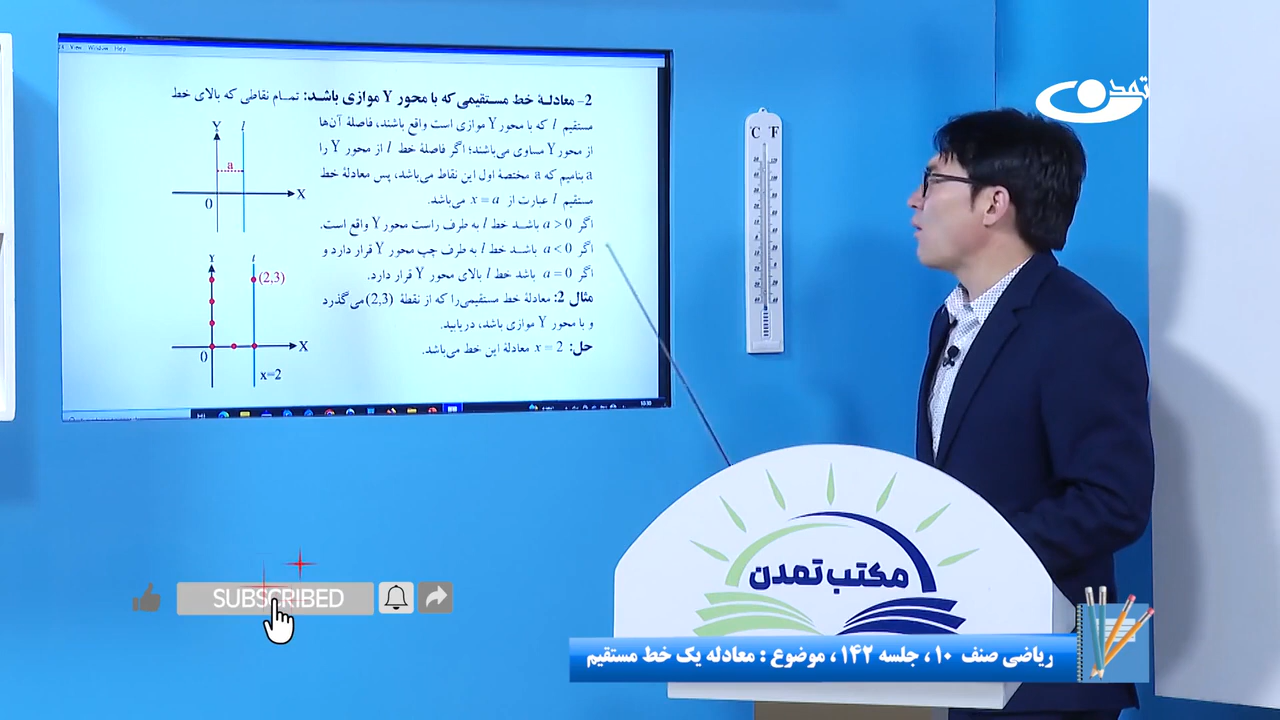 Window Help
2- معادلهٔ خط مستقیمی که با محور Y موازی باشد: تمام نقاطی که بالای خط
مستقیم l که با محور Y موازی است واقع باشند، فاصلهٔ آن‌ها
از محور Y مساوی می‌باشند؛ اگر فاصلهٔ خط l از محور Y را
a بنامیم که a مختصهٔ اول این نقاط می‌باشد، پس معادلهٔ خط
مستقیم l عبارت از x = a می‌باشد.
اگر a > 0 باشد خط l به طرف راست محور Y واقع است.
اگر a < 0 باشد خط l به طرف چپ محور Y قرار دارد و
اگر a = 0 باشد خط l بالای محور Y قرار دارد.
مثال 2: معادلهٔ خط مستقیمی‌را که از نقطهٔ (2,3) می‌گذرد
و با محور Y موازی باشد، دریابید.
حل: x = 2 معادلهٔ این خط می‌باشد.
Y l
a
X
0
Y l
(2,3)
X
0
x=2
C F
تمدن
مکتب تمدن
SUBSCRIBED
ریاضی صنف ۱۰ ، جلسه ۱۴۲ ، موضوع : معادله یک خط مستقیم